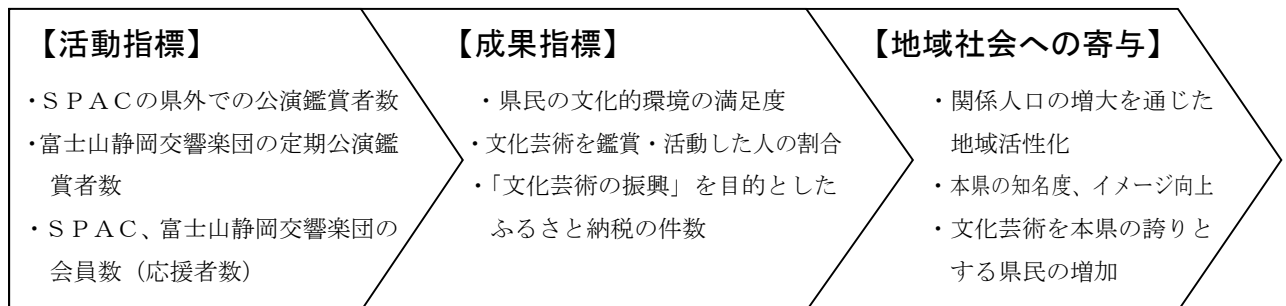 【活動指標】
・ＳＰＡＣの県外での公演鑑賞者数
・富士山静岡交響楽団の定期公演鑑
賞者数
・ＳＰＡＣ、富士山静岡交響楽団の
会員数（応援者数）
【成果指標】
・県民の文化的環境の満足度
・文化芸術を鑑賞・活動した人の割合
・「文化芸術の振興」を目的とした
ふるさと納税の件数
【地域社会への寄与】
・関係人口の増大を通じた
地域活性化
・本県の知名度、イメージ向上
・文化芸術を本県の誇りと
する県民の増加